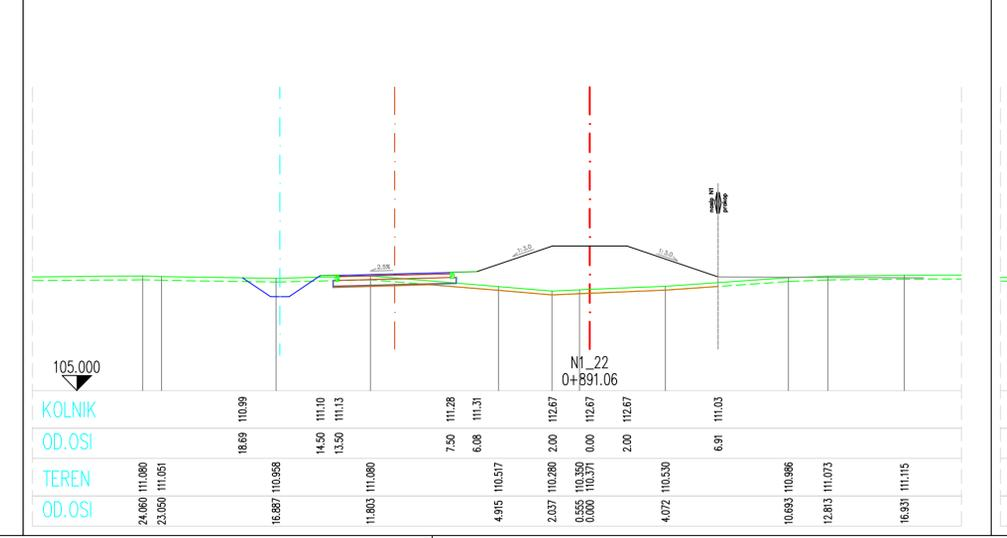 nasip N1
prokop
1:3.0
1:3.0
2.5%
N1_22
105.000
0+891.06
KOLNIK 110.99 111.10 111.13 111.28 111.31 112.67 112.67 112.67 111.03
OD.OSI 18.69 14.50 13.50 7.50 6.08 2.00 0.00 2.00 6.91
TEREN 111.080 111.051 110.958 111.080 110.517 110.280 110.350 110.371 110.530 110.986 111.073 111.115
OD.OSI 24.060 23.050 16.887 11.803 4.915 2.037 0.555 0.000 4.072 10.693 12.813 16.931